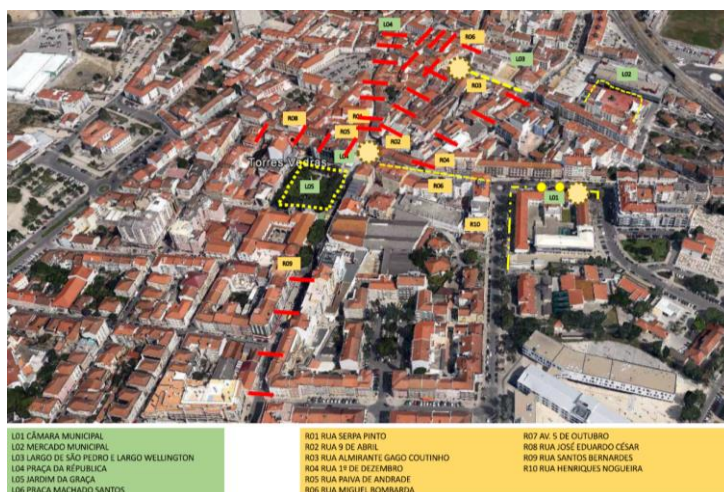 L04
R06
L03
L02
R03
R08
R01
R05
R02
L06
R04
Torres Vedras
L05
R06
L01
R10
R09
L01 CÂMARA MUNICIPAL
L02 MERCADO MUNICIPAL
L03 LARGO DE SÃO PEDRO E LARGO WELLINGTON
L04 PRAÇA DA RÉPUBLICA
L05 JARDIM DA GRAÇA
L06 PRAÇA MACHADO SANTOS
R01 RUA SERPA PINTO
R02 RUA 9 DE ABRIL
R03 RUA ALMIRANTE GAGO COUTINHO
R04 RUA 1º DE DEZEMBRO
R05 RUA PAIVA DE ANDRADE
R06 RUA MIGUEL BOMBARDA
R07 AV. 5 DE OUTUBRO
R08 RUA JOSÉ EDUARDO CÉSAR
R09 RUA SANTOS BERNARDES
R10 RUA HENRIQUES NOGUEIRA